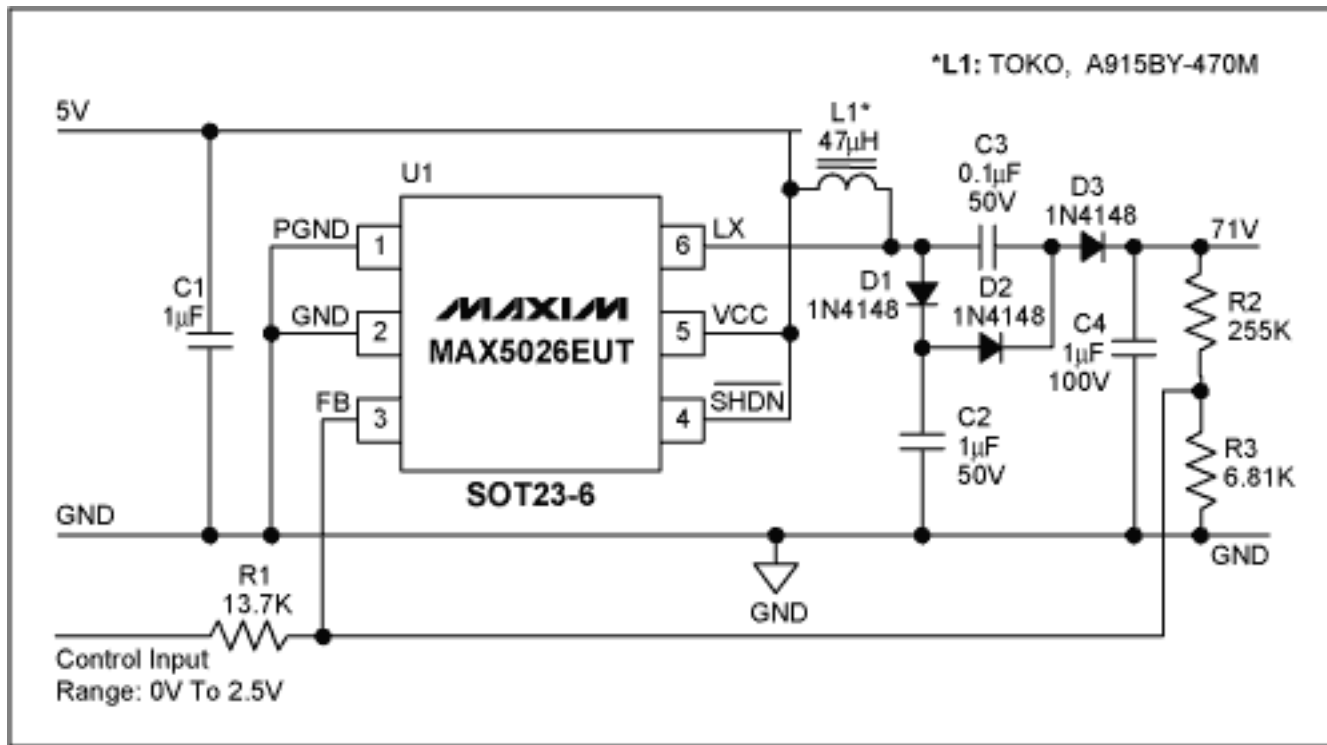 *L1: TOKO, A915BY-470M
5V
L1*
47μH
C3
0.1μF
50V
D3
1N4148
71V
U1
PGND
1
6
LX
C1
1μF
GND
2
MAXIM
MAX5026EUT
5
VCC
D1
1N4148
D2
1N4148
C4
1μF
100V
R2
255K
FB
3
4
SHDN
C2
1μF
50V
R3
6.81K
SOT23-6
GND
GND
R1
13.7K
GND
Control Input
Range: 0V To 2.5V